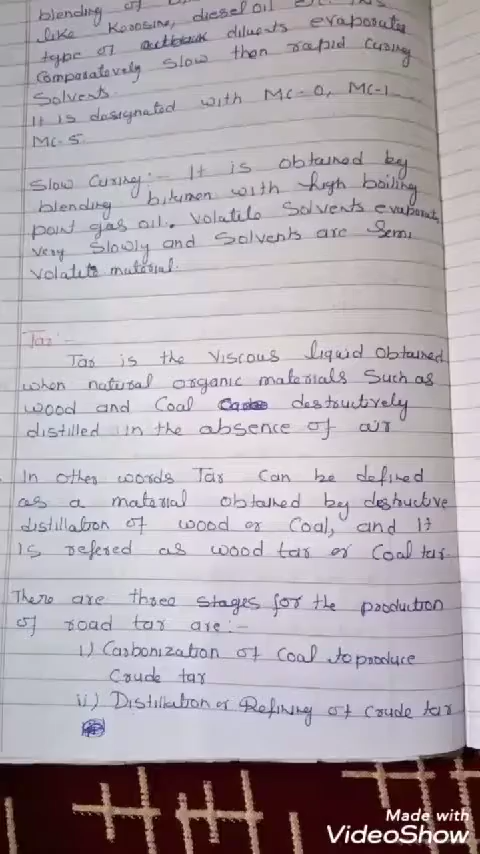 blending of
like Kerosine, diesel oil
type of diluents evaporates
Comparatevely slow then rapid curing
Solvents.
It is designated with MC-0, MC-1
MC-5.
Slow Curing:- It is obtained by
blending bitumen with high boiling
point gas oil. Volatile Solvents evaporate
very slowly and Solvents are Semi
volatile material.
Tar:-
Tar is the viscous liquid obtained
when natural organic materials Such as
wood and Coal destructively
distilled in the absence of air
In other words Tar can be defined
as a material obtained by destructive
distillation of wood or Coal, and It
Is refered as wood tar or Coal tar.
There are three stages for the production
of road tar are:-
i) Carbonization of Coal to produce
Crude tar
ii) Distillation or Refining of Crude tar
Made with
VideoShow